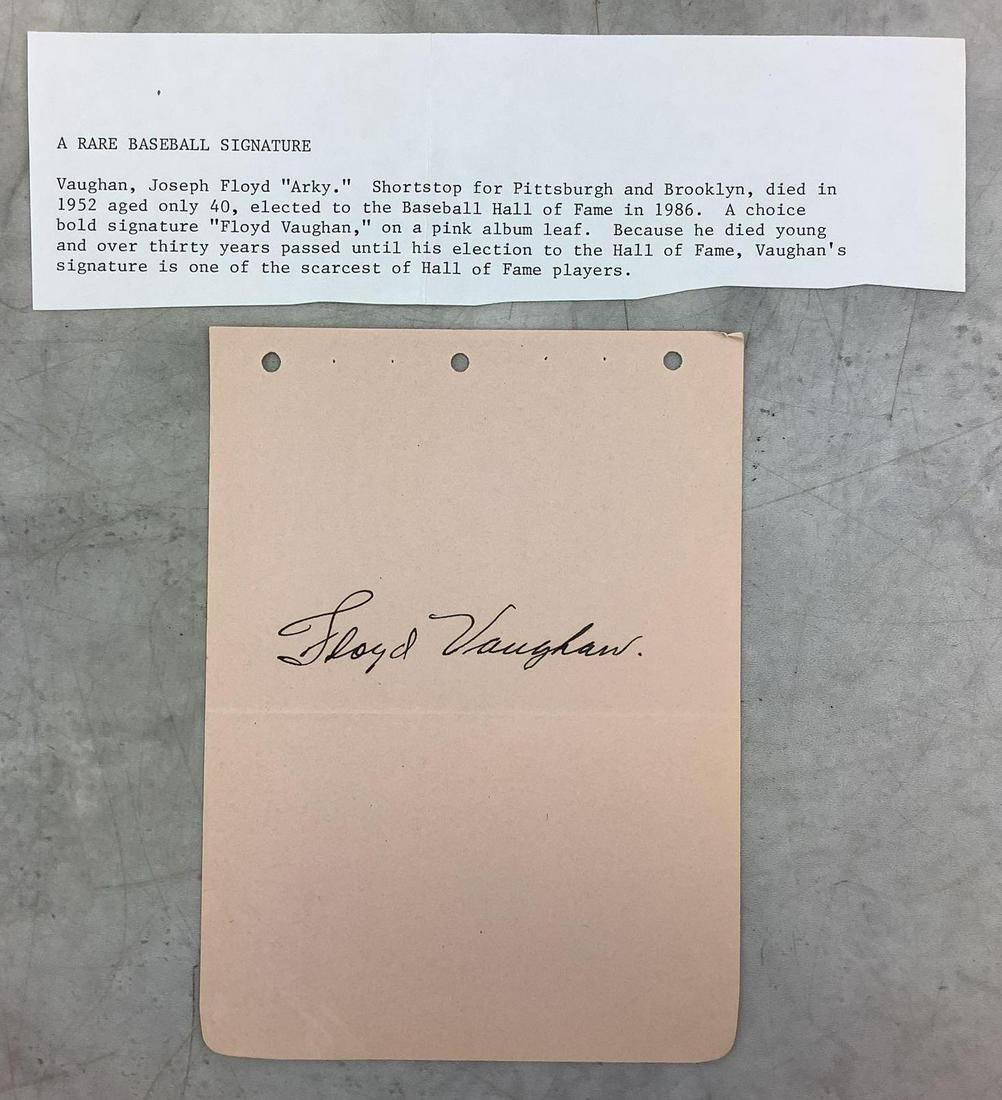 A RARE BASEBALL SIGNATURE
Vaughan, Joseph Floyd "Arky."  Shortstop for Pittsburgh and Brooklyn, died in
1952 aged only 40, elected to the Baseball Hall of Fame in 1986.  A choice
bold signature "Floyd Vaughan," on a pink album leaf.  Because he died young
and over thirty years passed until his election to the Hall of Fame, Vaughan's
signature is one of the scarcest of Hall of Fame players.
Floyd Vaughan.